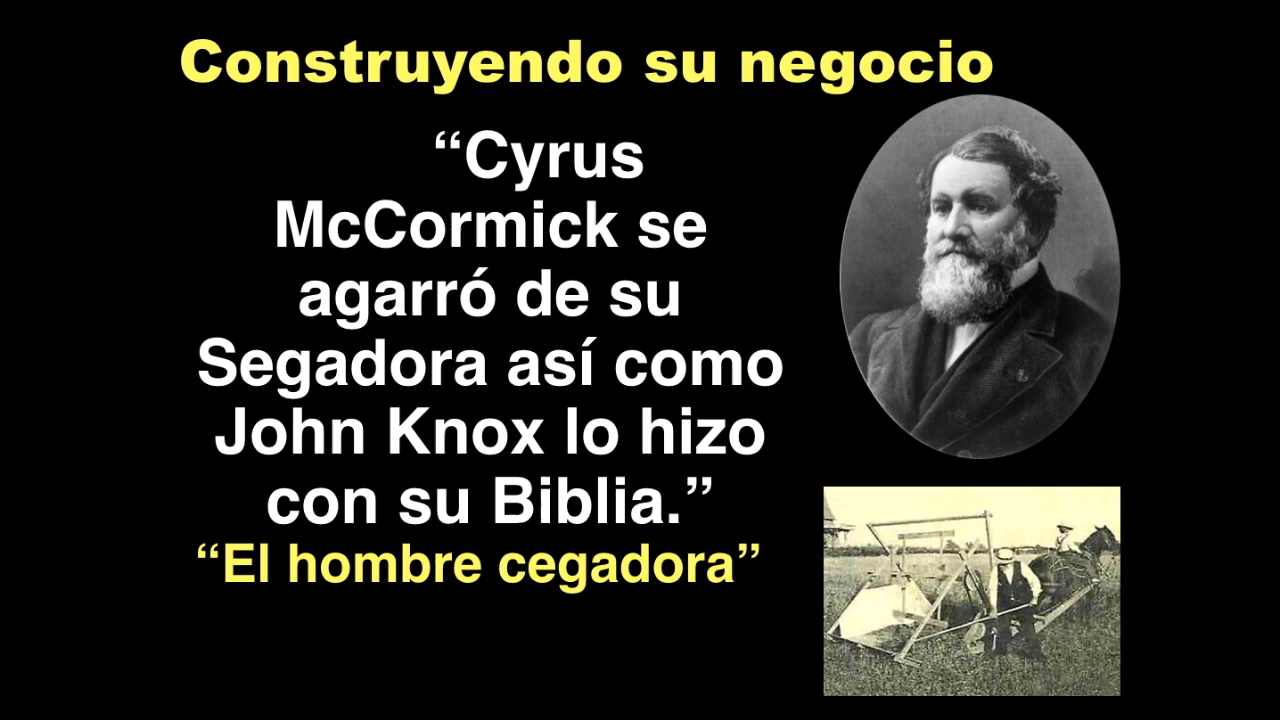 Construyendo su negocio
“Cyrus
McCormick se
agarró de su
Segadora así como
John Knox lo hizo
con su Biblia.”
“El hombre cegadora”